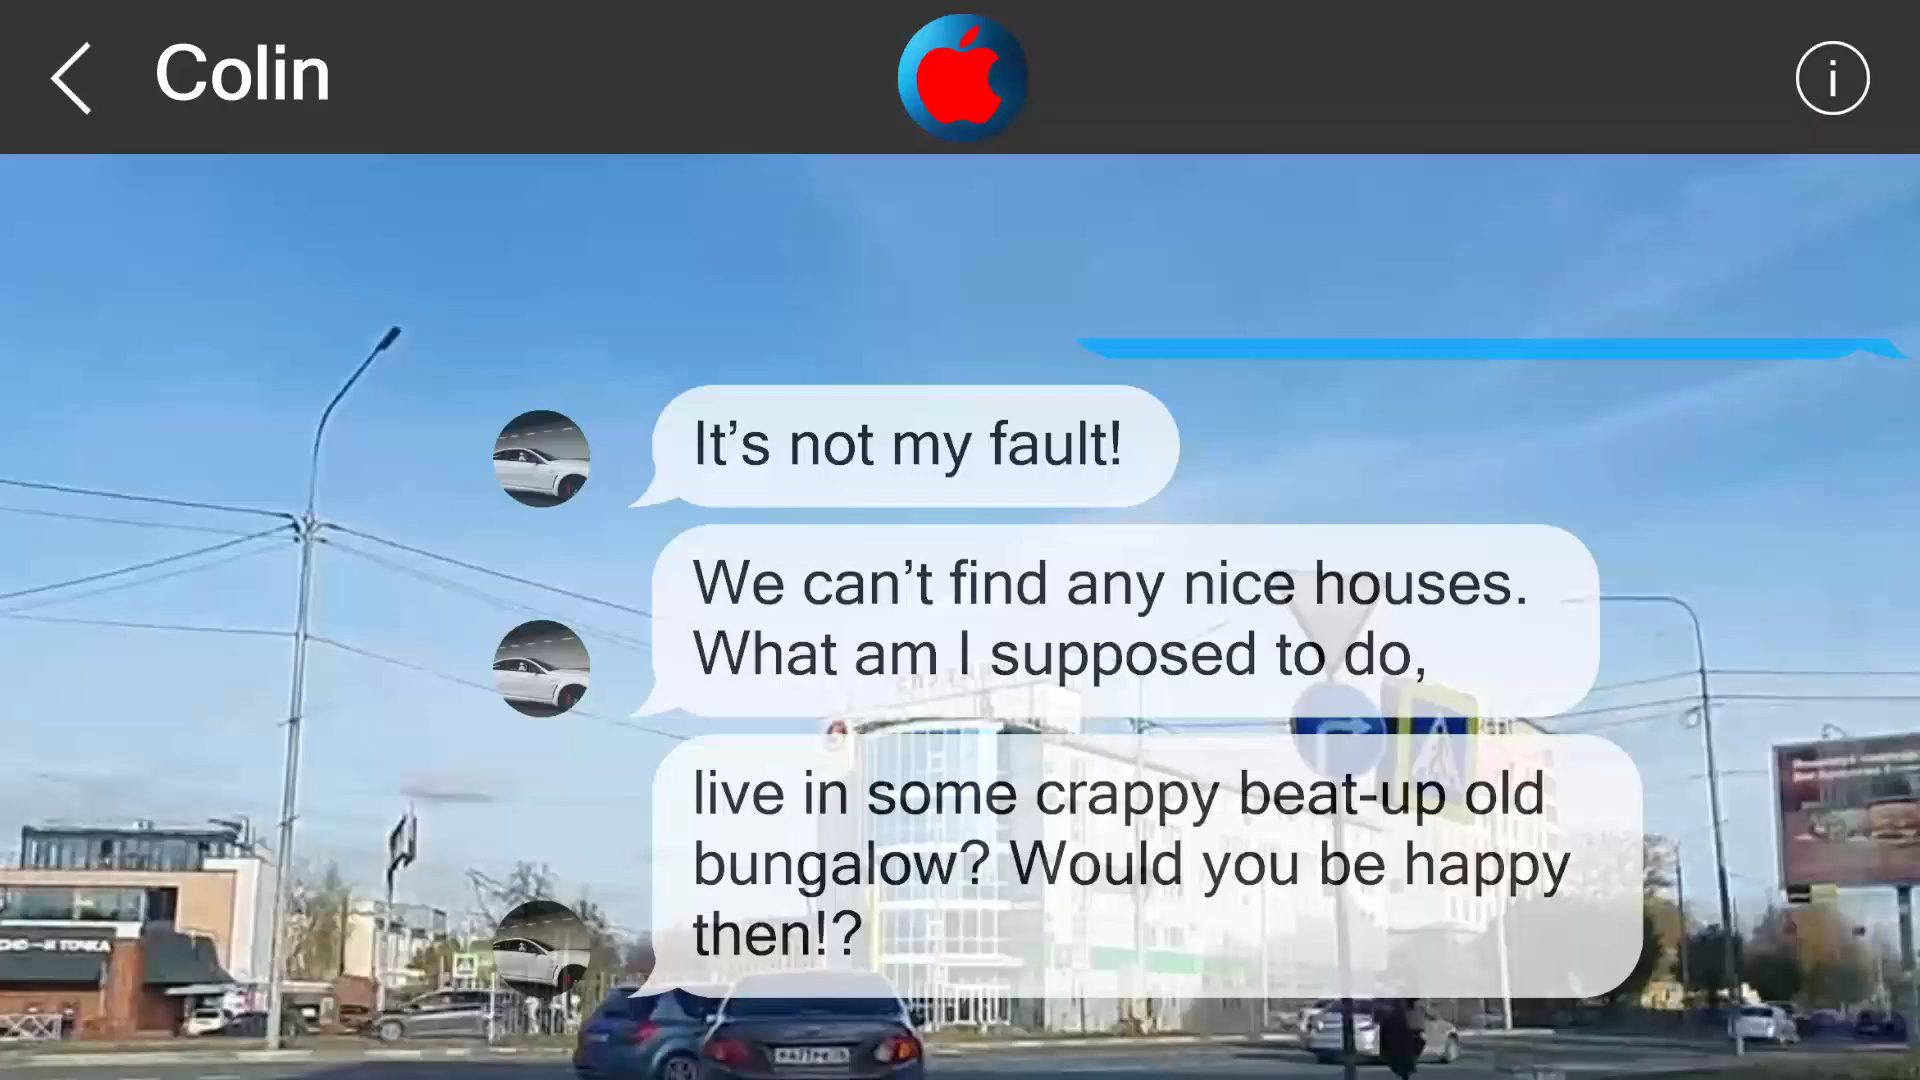 Colin
i
It’s not my fault!
We can’t find any nice houses.
What am I supposed to do,
live in some crappy beat-up old
bungalow? Would you be happy
then!?
И ТОЧКА